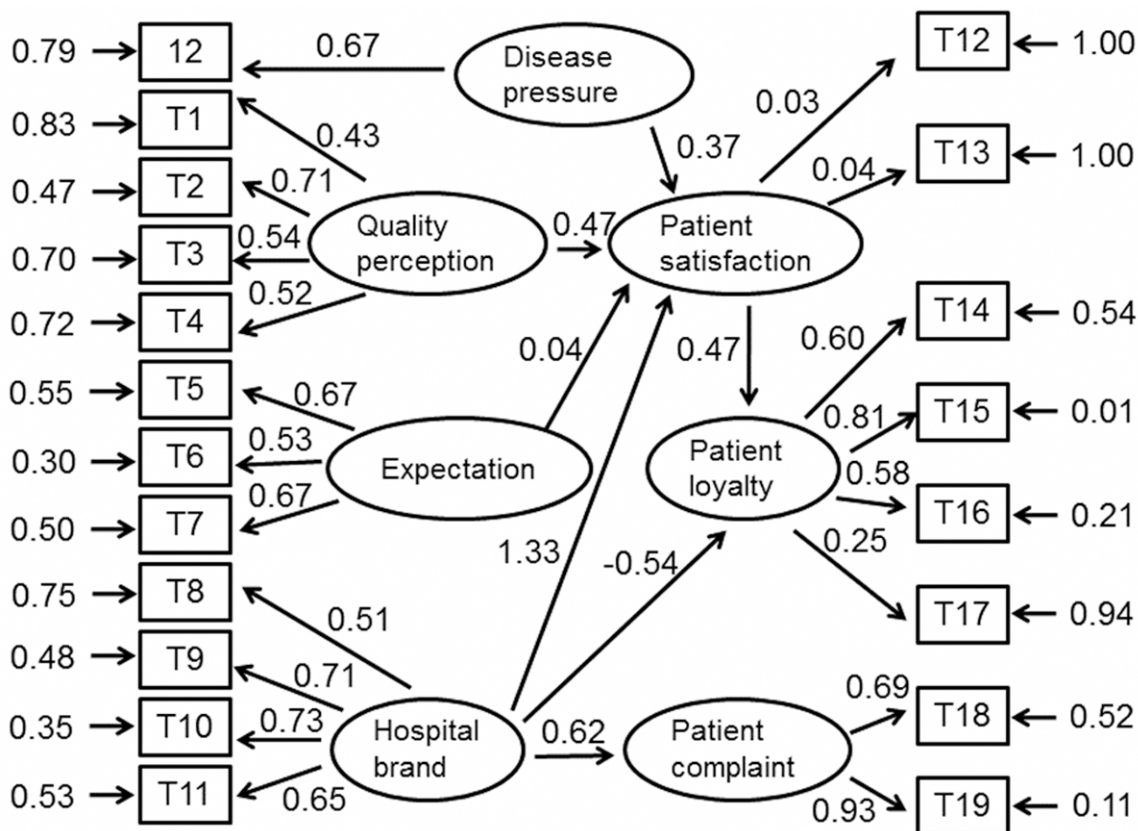 0.79
12
0.67
Disease
pressure
T12
1.00
0.83
T1
0.43
0.37
0.03
T13
1.00
0.04
0.47
T2
0.71
0.70
T3
0.54
Quality
perception
0.47
Patient
satisfaction
0.72
T4
0.52
0.04
0.47
0.60
T14
0.54
0.55
T5
0.67
0.81
T15
0.01
0.30
T6
0.53
Expectation
Patient
loyalty
0.58
T16
0.21
0.50
T7
0.67
1.33
-0.54
0.25
0.75
T8
0.51
T17
0.94
0.48
T9
0.71
0.69
T18
0.52
0.35
T10
0.73
Hospital
brand
0.62
Patient
complaint
0.53
T11
0.65
0.93
T19
0.11